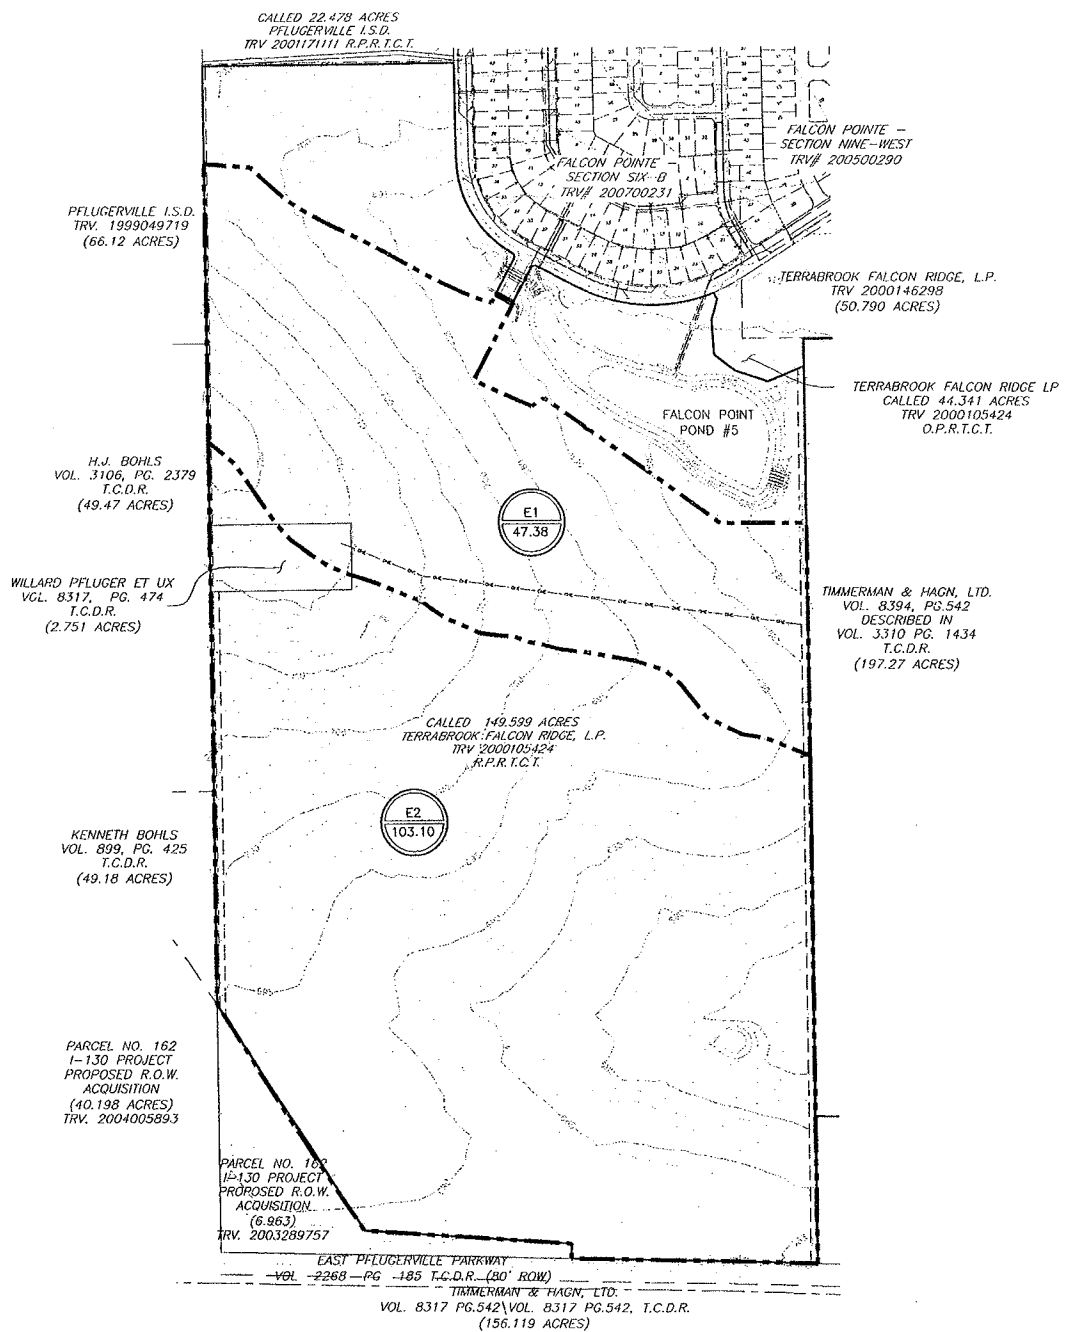 CALLED 22.478 ACRES
PFLUGERVILLE I.S.D.
TRV 2001171111 R.P.R.T.C.T.
FALCON POINTE -
SECTION NINE-WEST
TRV# 200500290
FALCON POINTE
SECTION SIX-B
TRV# 200700231
PFLUGERVILLE I.S.D.
TRV. 1999049719
(66.12 ACRES)
TERRABROOK FALCON RIDGE, L.P.
TRV 2000146298
(50.790 ACRES)
TERRABROOK FALCON RIDGE LP
CALLED 44.341 ACRES
TRV 2000105424
O.P.R.T.C.T.
FALCON POINT
POND #5
H.J. BOHLS
VOL. 3106, PG. 2379
T.C.D.R.
(49.47 ACRES)
E1
47.38
WILLARD PFLUGER ET UX
VOL. 8317, PG. 474
T.C.D.R.
(2.751 ACRES)
TIMMERMAN & HAGN, LTD.
VOL. 8394, PG.542
DESCRIBED IN
VOL. 3310 PG. 1434
T.C.D.R.
(197.27 ACRES)
CALLED 149.599 ACRES
TERRABROOK FALCON RIDGE, L.P.
TRV 2000105424
R.P.R.T.C.T.
E2
103.10
KENNETH BOHLS
VOL. 899, PG. 425
T.C.D.R.
(49.18 ACRES)
PARCEL NO. 162
I-130 PROJECT
PROPOSED R.O.W.
ACQUISITION
(40.198 ACRES)
TRV. 2004005893
PARCEL NO. 162
I-130 PROJECT
PROPOSED R.O.W.
ACQUISITION
(6.963)
TRV. 2003289757
EAST PFLUGERVILLE PARKWAY
VOL 2268 PG 185 T.C.D.R. (80' ROW)
TIMMERMAN & HAGN, LTD.
VOL. 8317 PG.542\VOL. 8317 PG.542, T.C.D.R.
(156.119 ACRES)